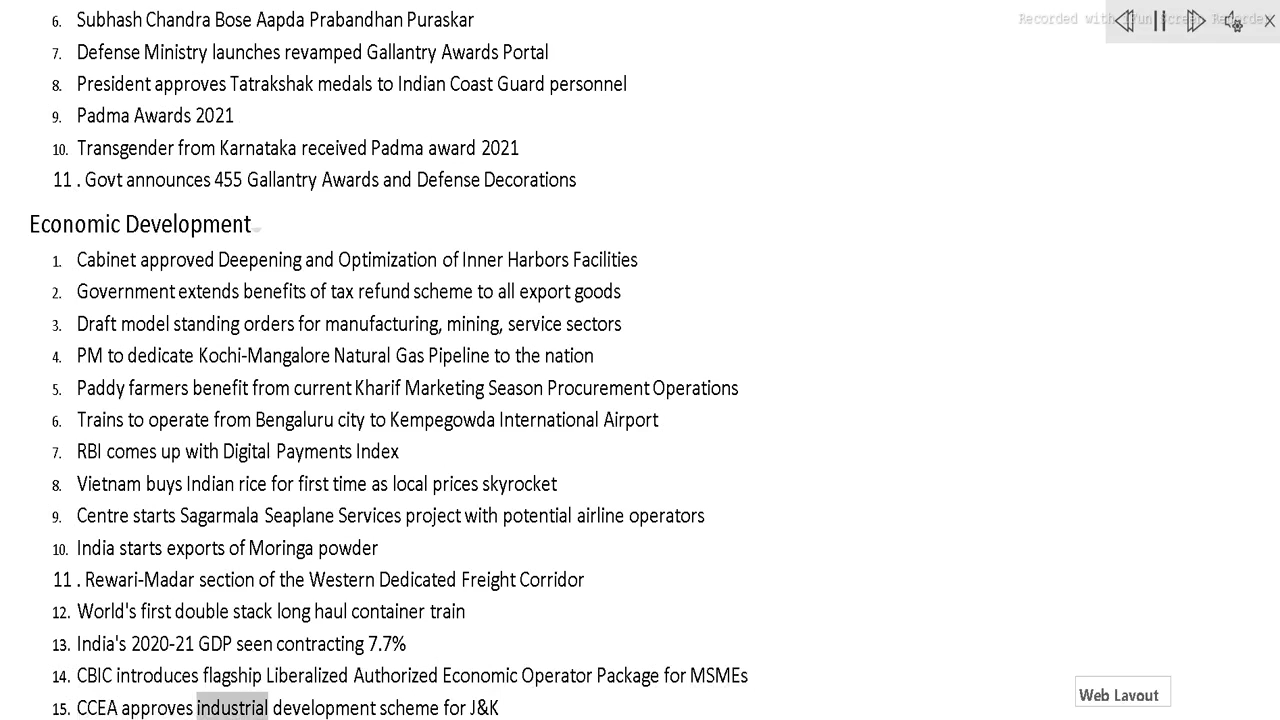 6. Subhash Chandra Bose Aapda Prabandhan Puraskar
Recorded with iFun Screen Recorder
7. Defense Ministry launches revamped Gallantry Awards Portal
8. President approves Tatrakshak medals to Indian Coast Guard personnel
9. Padma Awards 2021
10. Transgender from Karnataka received Padma award 2021
11 . Govt announces 455 Gallantry Awards and Defense Decorations
Economic Development
1. Cabinet approved Deepening and Optimization of Inner Harbors Facilities
2. Government extends benefits of tax refund scheme to all export goods
3. Draft model standing orders for manufacturing, mining, service sectors
4. PM to dedicate Kochi-Mangalore Natural Gas Pipeline to the nation
5. Paddy farmers benefit from current Kharif Marketing Season Procurement Operations
6. Trains to operate from Bengaluru city to Kempegowda International Airport
7. RBI comes up with Digital Payments Index
8. Vietnam buys Indian rice for first time as local prices skyrocket
9. Centre starts Sagarmala Seaplane Services project with potential airline operators
10. India starts exports of Moringa powder
11 . Rewari-Madar section of the Western Dedicated Freight Corridor
12. World's first double stack long haul container train
13. India's 2020-21 GDP seen contracting 7.7%
14. CBIC introduces flagship Liberalized Authorized Economic Operator Package for MSMEs
15. CCEA approves industrial development scheme for J&K
Web Layout